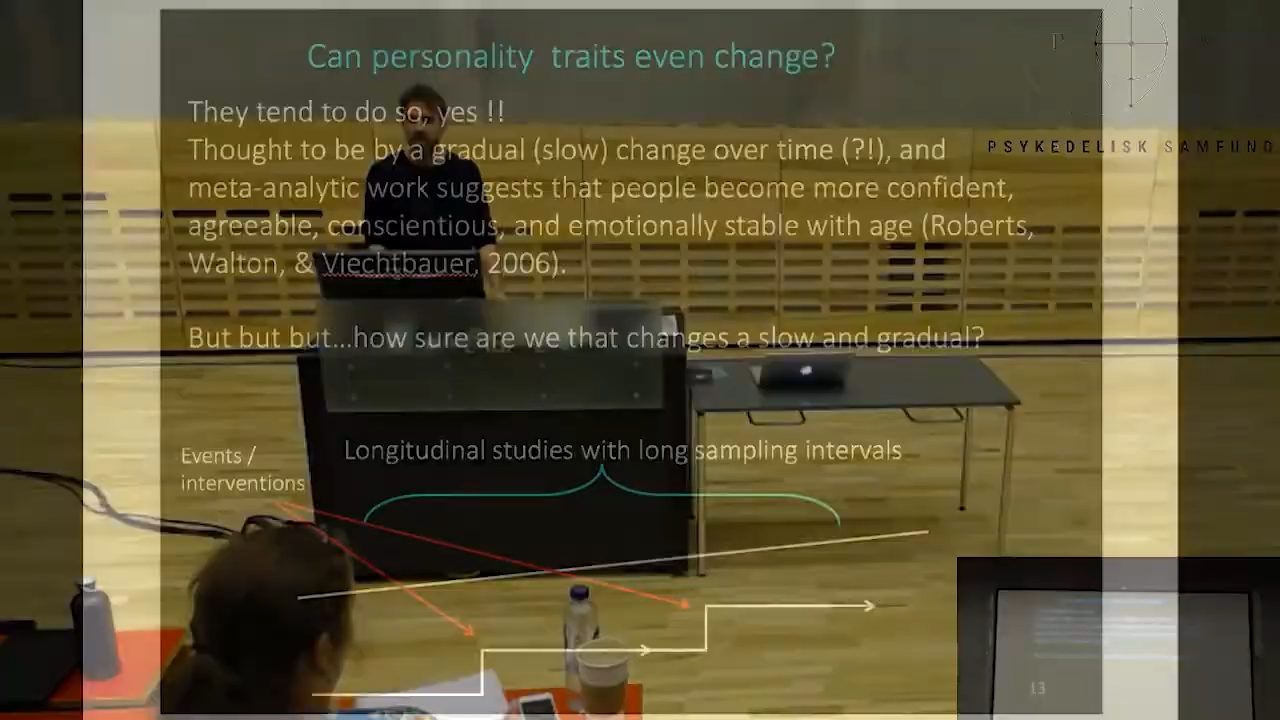 Can personality traits even change?
They tend to do so, yes !!
Thought to be by a gradual (slow) change over time (?!), and
meta-analytic work suggests that people become more confident,
agreeable, conscientious, and emotionally stable with age (Roberts,
Walton, & Viechtbauer, 2006).
But but but...how sure are we that changes a slow and gradual?
PSYKEDELISK SAMFUND
Events /
interventions
Longitudinal studies with long sampling intervals
13